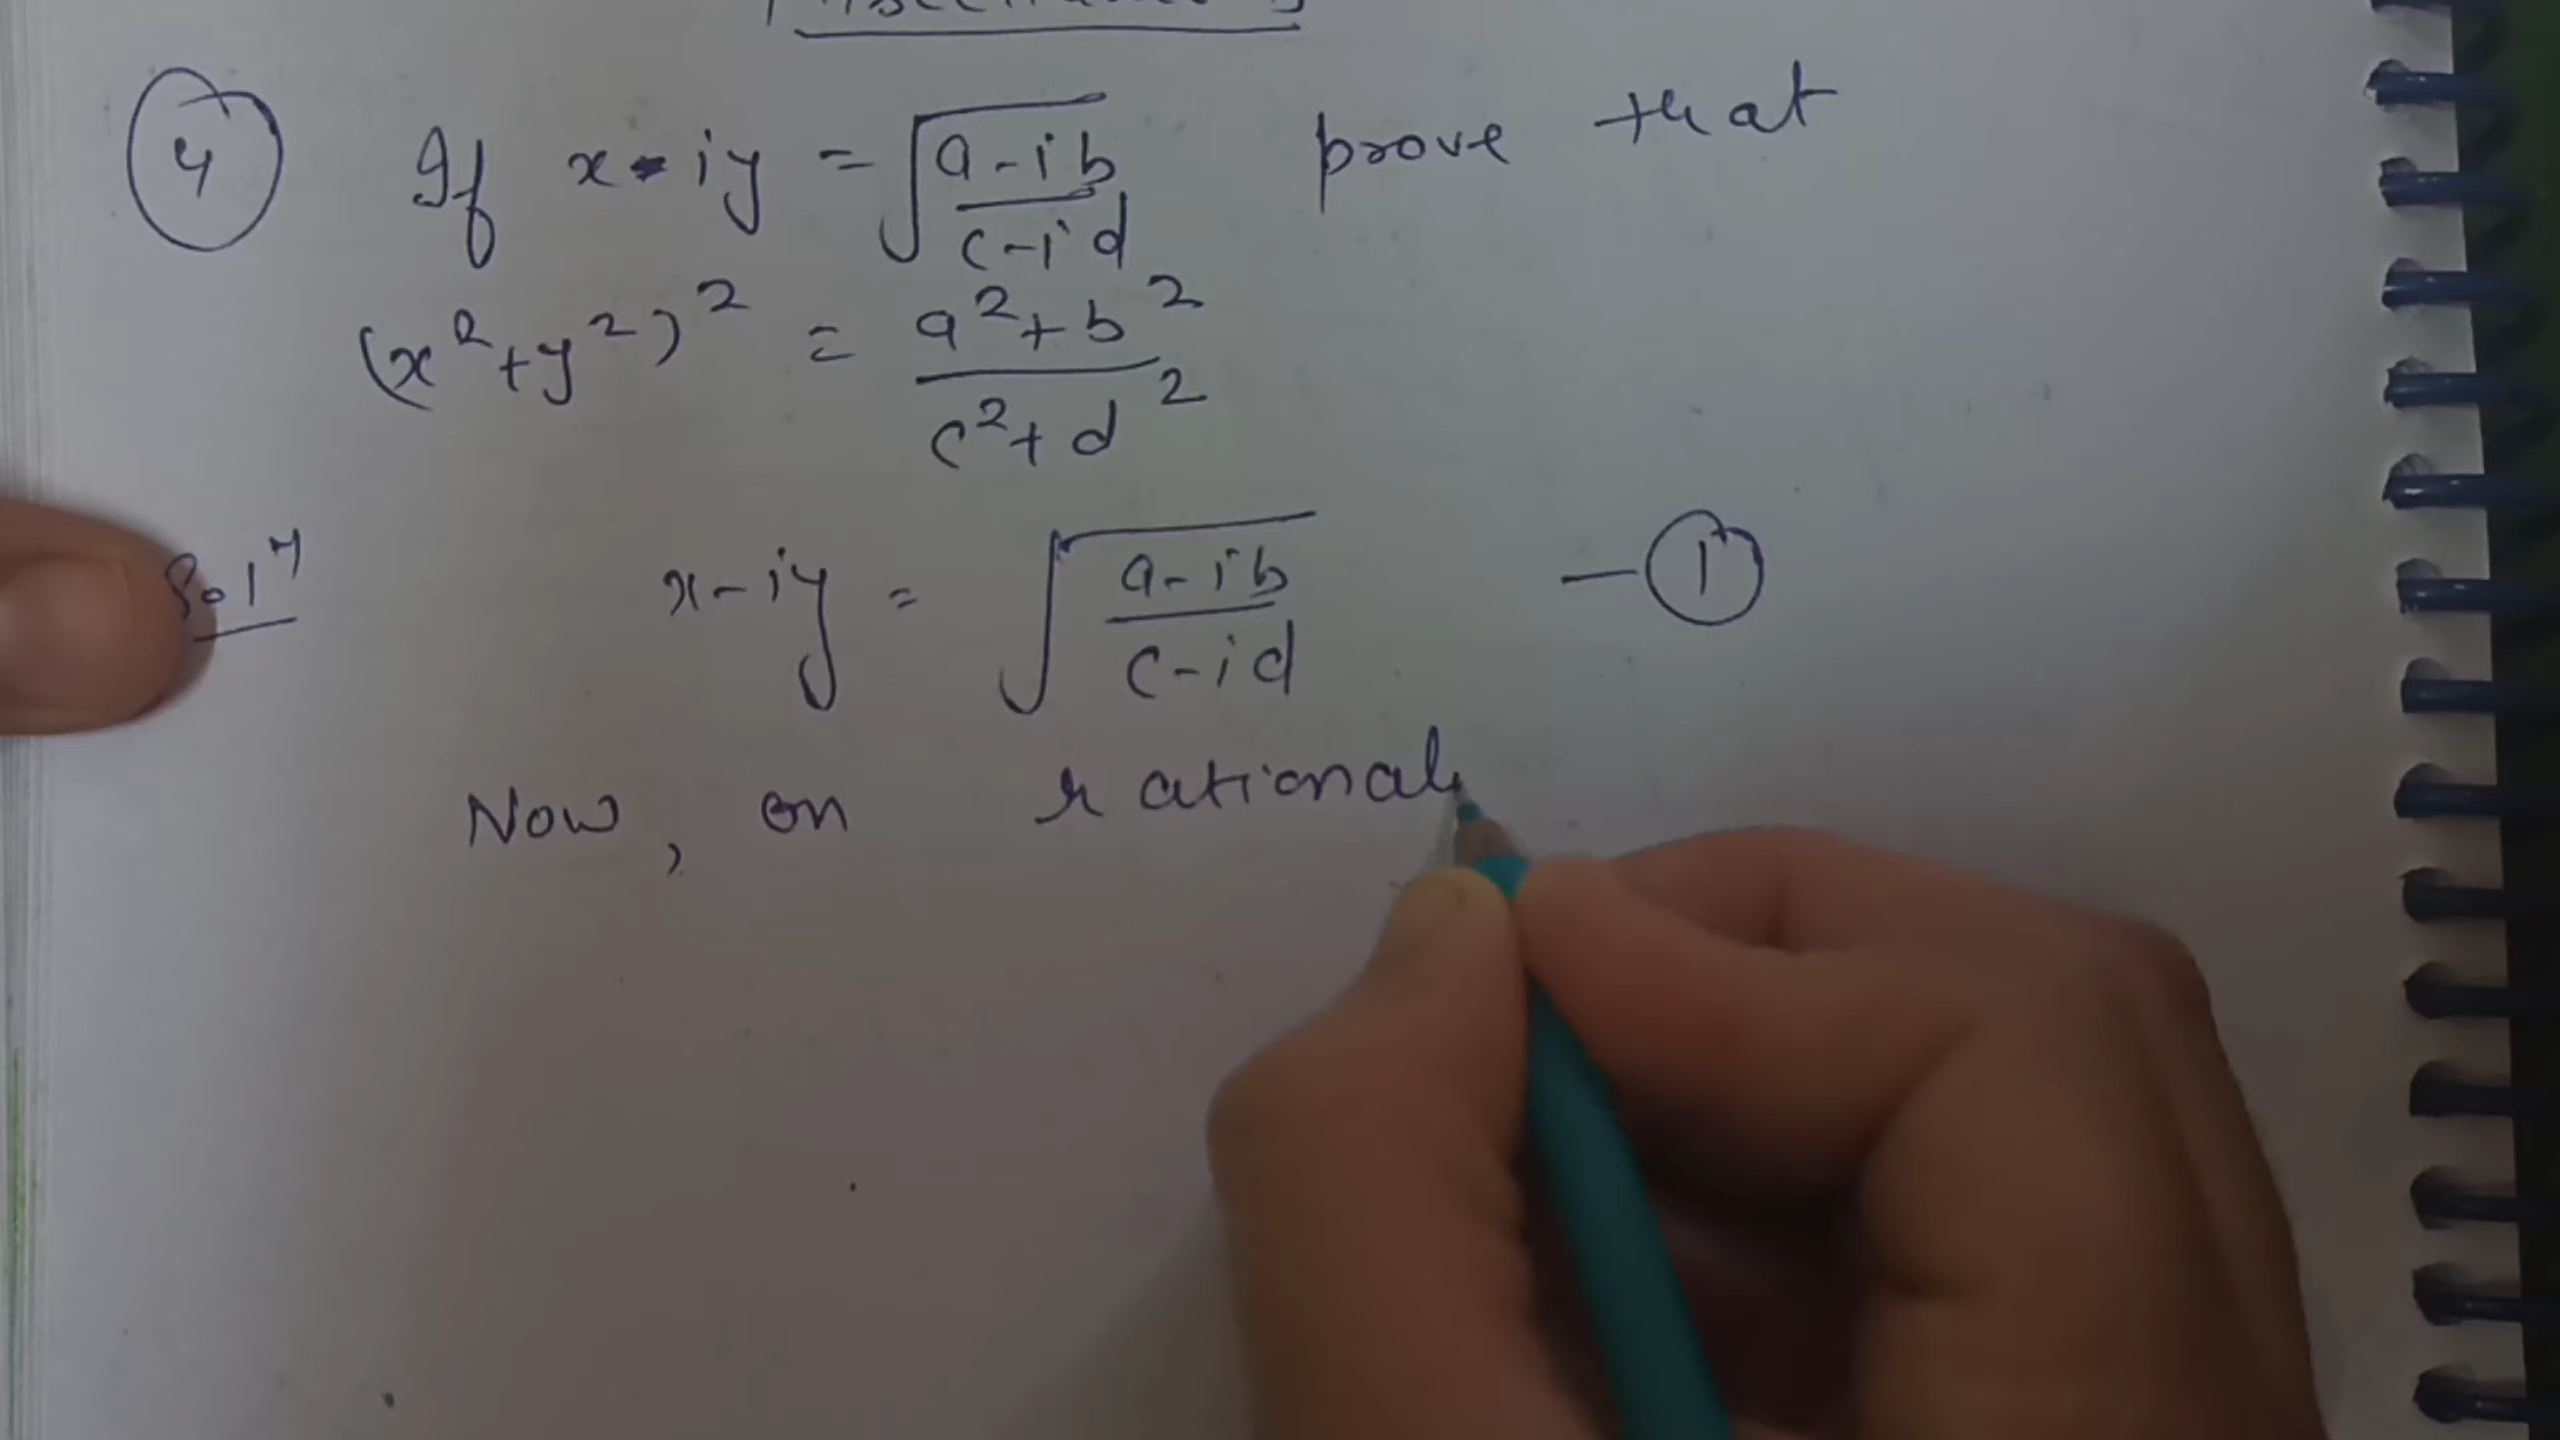 ④ If x-iy = √(a-ib/c-id) prove that
(x²+y²)² = a²+b²/c²+d²
Solⁿ x-iy = √(a-ib/c-id) — ①
Now, on rationali